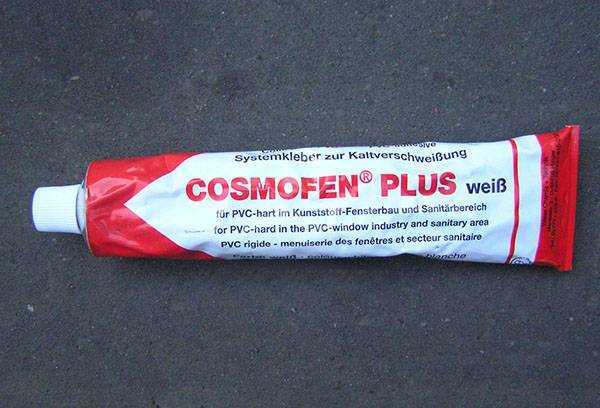 Systemkleber zur Kaltverschweißung
COSMOFEN® PLUS weiß
für PVC-hart im Kunststoff-Fensterbau und Sanitärbereich
for PVC-hard in the PVC-window industry and sanitary area
PVC rigide - menuiserie des fenêtres et secteur sanitaire